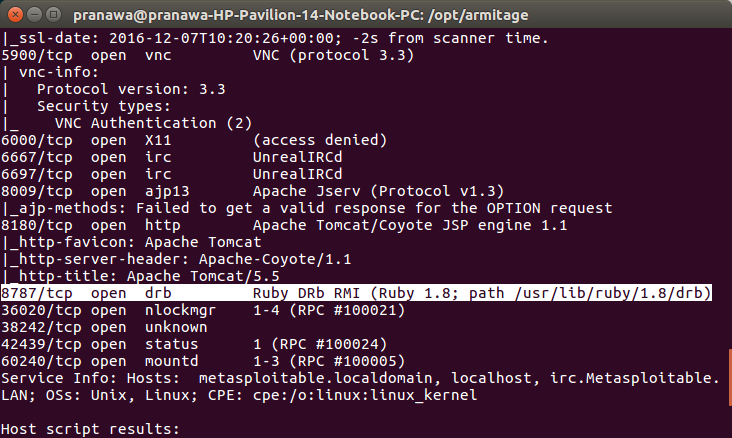 pranawa@pranawa-HP-Pavilion-14-Notebook-PC: /opt/armitage
|_ssl-date: 2016-12-07T10:20:26+00:00; -2s from scanner time.
5900/tcp  open  vnc         VNC (protocol 3.3)
| vnc-info:
|   Protocol version: 3.3
|   Security types:
|_    VNC Authentication (2)
6000/tcp  open  X11         (access denied)
6667/tcp  open  irc         UnrealIRCd
6697/tcp  open  irc         UnrealIRCd
8009/tcp  open  ajp13       Apache Jserv (Protocol v1.3)
|_ajp-methods: Failed to get a valid response for the OPTION request
8180/tcp  open  http        Apache Tomcat/Coyote JSP engine 1.1
|_http-favicon: Apache Tomcat
|_http-server-header: Apache-Coyote/1.1
|_http-title: Apache Tomcat/5.5
8787/tcp  open  drb         Ruby DRb RMI (Ruby 1.8; path /usr/lib/ruby/1.8/drb)
36020/tcp open  nlockmgr    1-4 (RPC #100021)
38242/tcp open  unknown
42439/tcp open  status      1 (RPC #100024)
60240/tcp open  mountd      1-3 (RPC #100005)
Service Info: Hosts:  metasploitable.localdomain, localhost, irc.Metasploitable.
LAN; OSs: Unix, Linux; CPE: cpe:/o:linux:linux_kernel
Host script results: